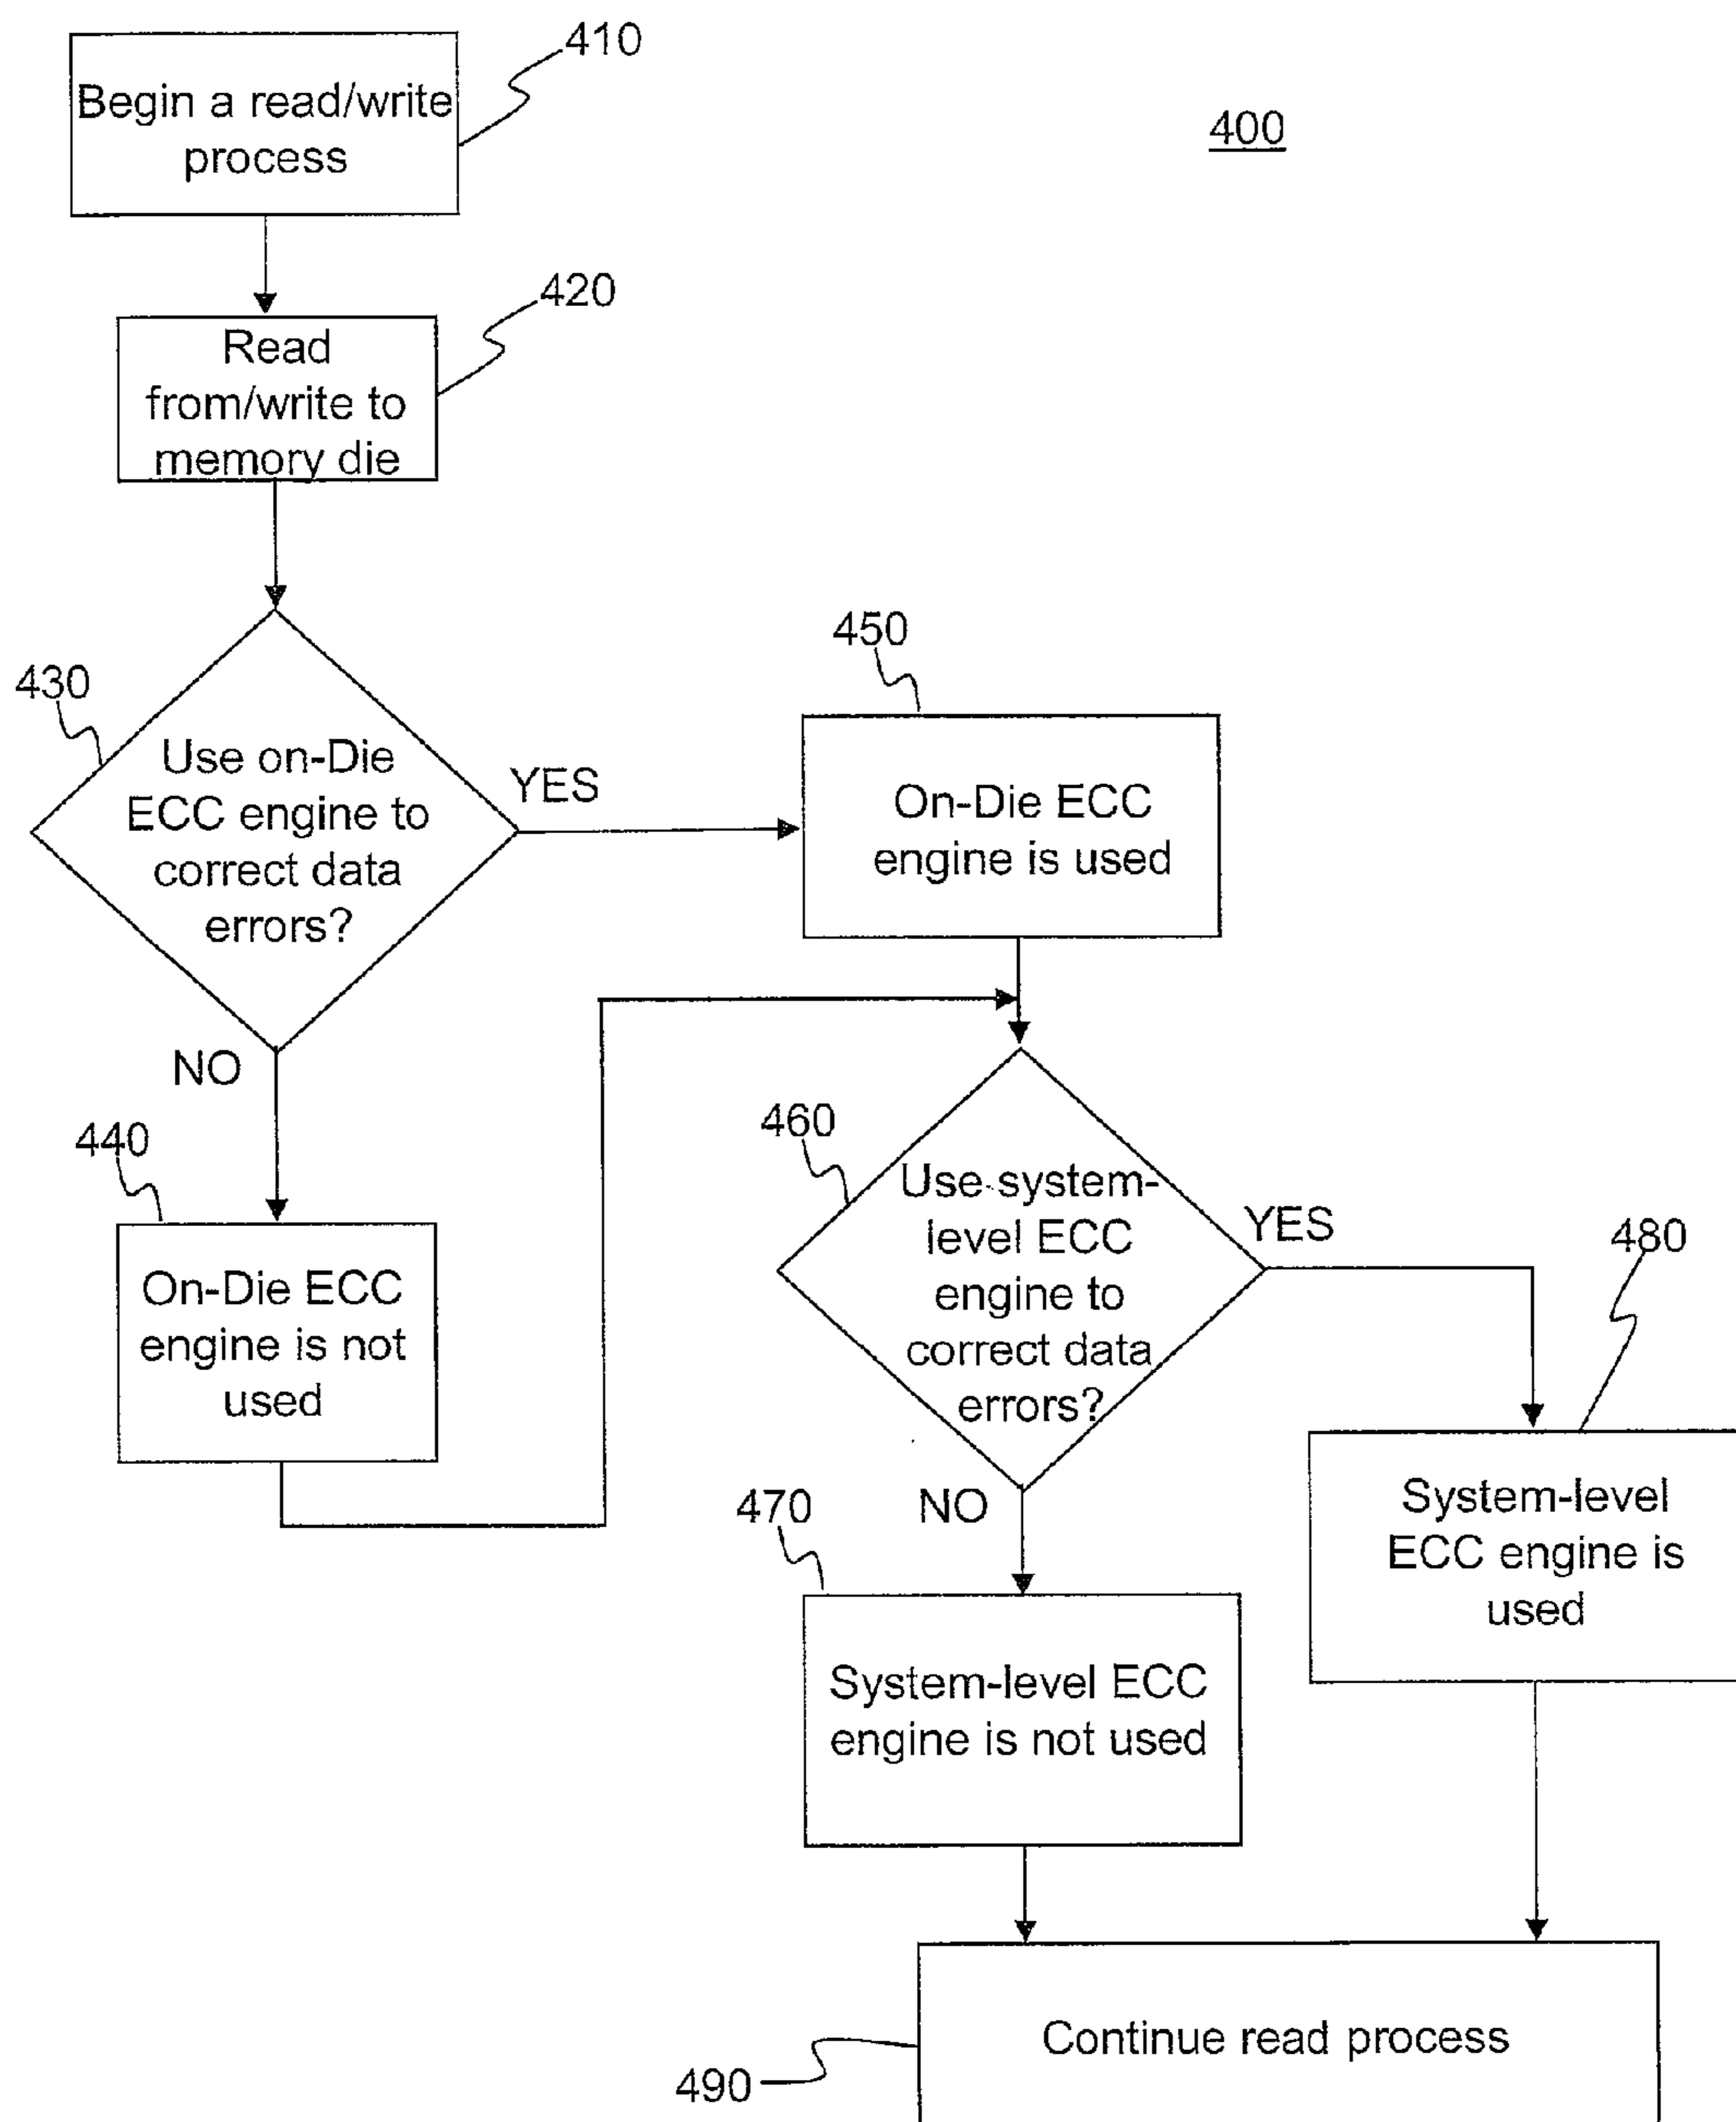 410
Begin a read/write
process
400
420
Read
from/write to
memory die
430
Use on-Die
ECC engine to
correct data
errors?
YES
NO
450
On-Die ECC
engine is used
440
On-Die ECC
engine is not
used
460
Use system-
level ECC
engine to
correct data
errors?
YES
NO
480
System-level
ECC engine is
used
470
System-level ECC
engine is not used
490
Continue read process